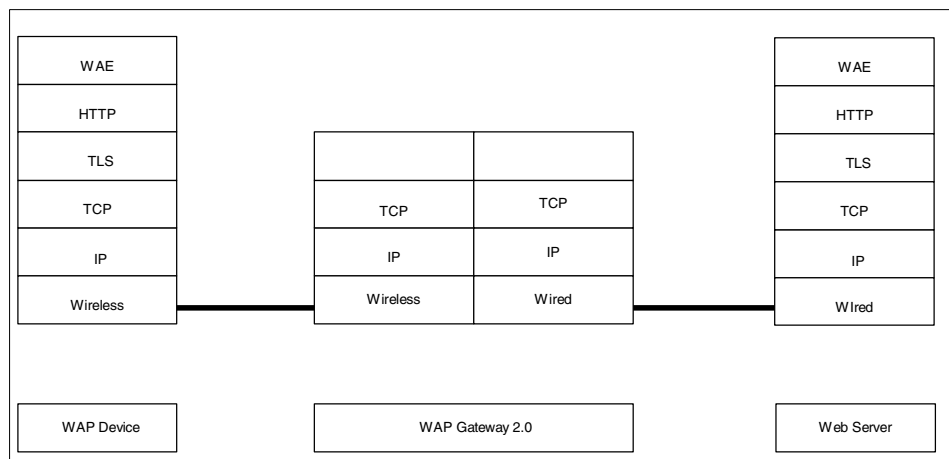 WAE
HTTP
TLS
TCP
IP
Wireless
TCP
IP
Wireless
TCP
IP
Wired
WAE
HTTP
TLS
TCP
IP
WIred
WAP Device
WAP Gateway 2.0
Web Server